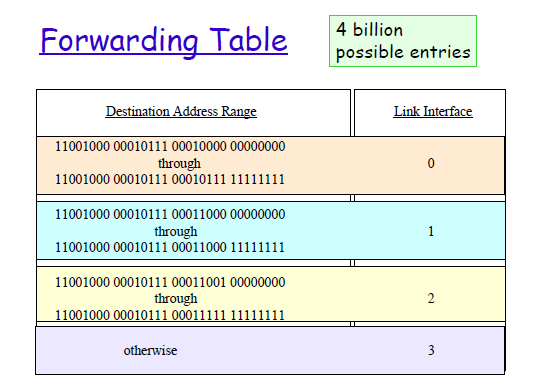 Forwarding Table
4 billion
possible entries
Destination Address Range
Link Interface
11001000 00010111 00010000 00000000
through
11001000 00010111 00010111 11111111
0
11001000 00010111 00011000 00000000
through
11001000 00010111 00011000 11111111
1
11001000 00010111 00011001 00000000
through
11001000 00010111 00011111 11111111
2
otherwise
3